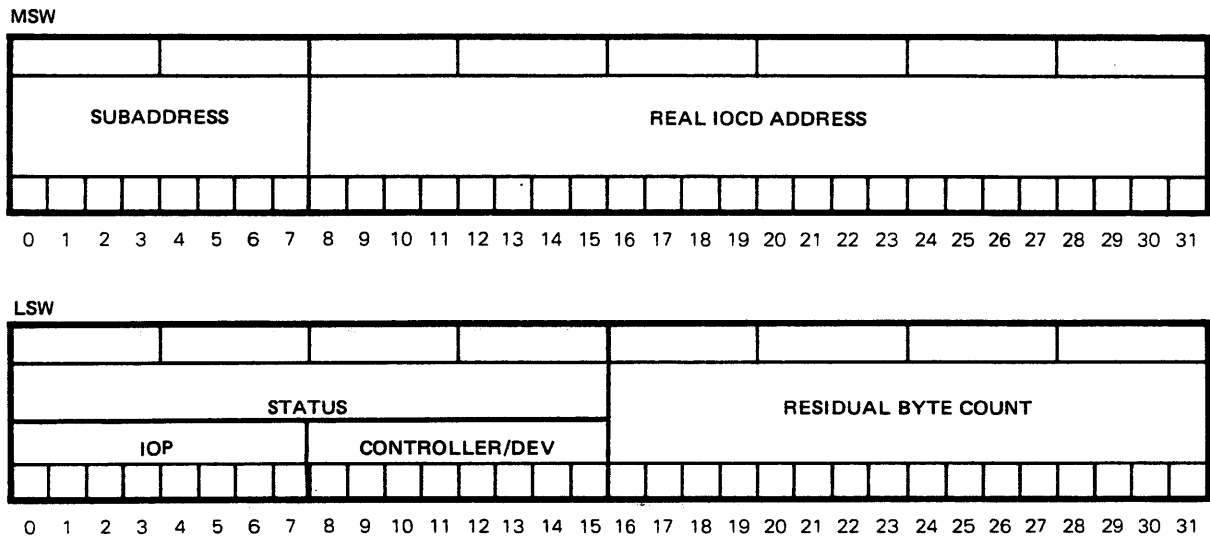 MSW
SUBADDRESS REAL IOCD ADDRESS
0 1 2 3 4 5 6 7 8 9 10 11 12 13 14 15 16 17 18 19 20 21 22 23 24 25 26 27 28 29 30 31
LSW
STATUS RESIDUAL BYTE COUNT
IOP CONTROLLER/DEV
0 1 2 3 4 5 6 7 8 9 10 11 12 13 14 15 16 17 18 19 20 21 22 23 24 25 26 27 28 29 30 31